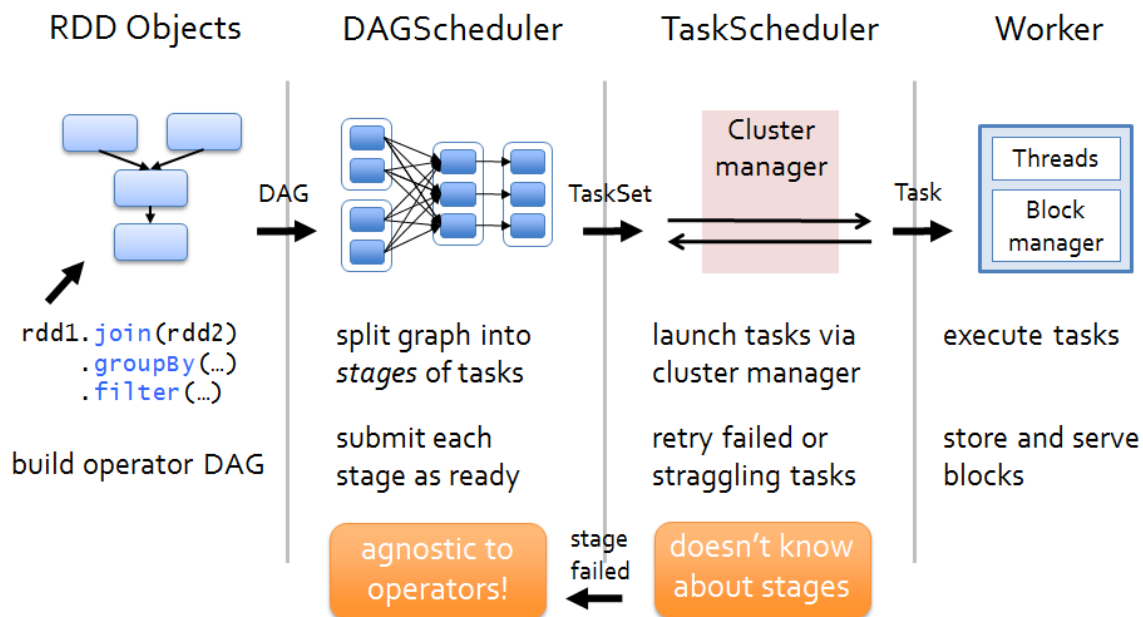 RDD Objects
DAGScheduler
TaskScheduler
Worker
DAG
TaskSet
Cluster
manager
Task
Threads
Block
manager
rdd1.join(rdd2)
.groupBy(…)
.filter(…)
build operator DAG
split graph into
stages of tasks
submit each
stage as ready
launch tasks via
cluster manager
retry failed or
straggling tasks
execute tasks
store and serve
blocks
agnostic to
operators!
stage
failed
doesn't know
about stages